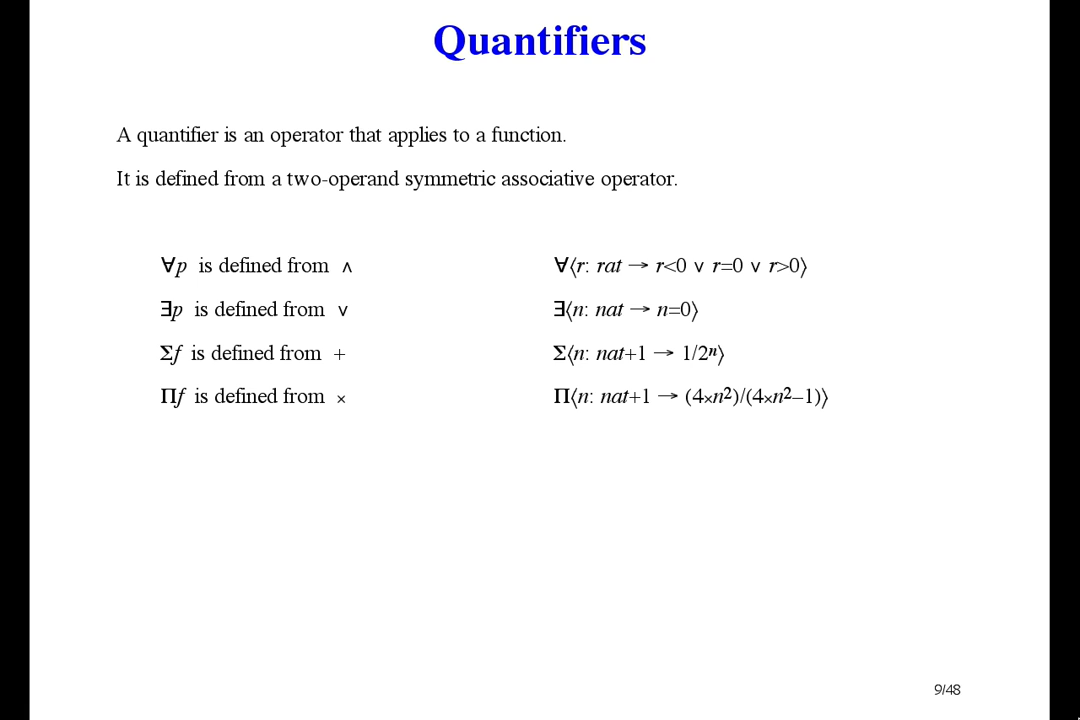 Quantifiers
A quantifier is an operator that applies to a function.
It is defined from a two-operand symmetric associative operator.
∀p is defined from ∧ ∀⟨r: rat → r<0 ∨ r=0 ∨ r>0⟩
∃p is defined from ∨ ∃⟨n: nat → n=0⟩
Σf is defined from + Σ⟨n: nat+1 → 1/2ⁿ⟩
Πf is defined from × Π⟨n: nat+1 → (4×n²)/(4×n²–1)⟩
9/48